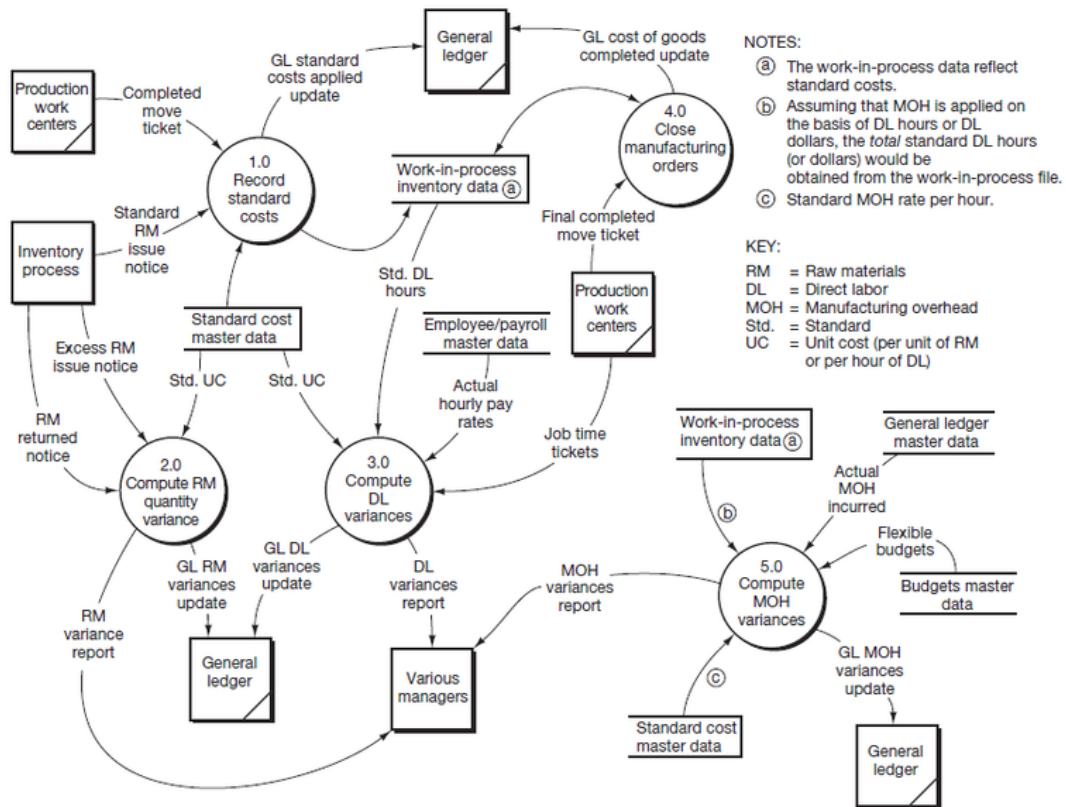 General
ledger
GL cost of goods
completed update
GL standard
costs applied
update
Production
work
centers
Completed
move
ticket
4.0
Close
manufacturing
orders
1.0
Record
standard
costs
Work-in-process
inventory data ⓐ
Standard
RM
issue
notice
Final completed
move ticket
Inventory
process
Std. DL
hours
Production
work
centers
Standard cost
master data
Employee/payroll
master data
Excess RM
issue notice
Std. UC
Std. UC
Actual
hourly pay
rates
RM
returned
notice
Job time
tickets
2.0
Compute RM
quantity
variance
3.0
Compute
DL
variances
GL RM
variances
update
GL DL
variances
update
DL
variances
report
RM
variance
report
General
ledger
Various
managers
MOH
variances
report
NOTES:
ⓐ The work-in-process data reflect
standard costs.
ⓑ Assuming that MOH is applied on
the basis of DL hours or DL
dollars, the total standard DL hours
(or dollars) would be
obtained from the work-in-process file.
ⓒ Standard MOH rate per hour.
KEY:
RM = Raw materials
DL = Direct labor
MOH = Manufacturing overhead
Std. = Standard
UC = Unit cost (per unit of RM
or per hour of DL)
Work-in-process
inventory data ⓐ
General ledger
master data
Actual
MOH
incurred
ⓑ
Flexible
budgets
5.0
Compute
MOH
variances
Budgets master
data
ⓒ
GL MOH
variances
update
Standard cost
master data
General
ledger